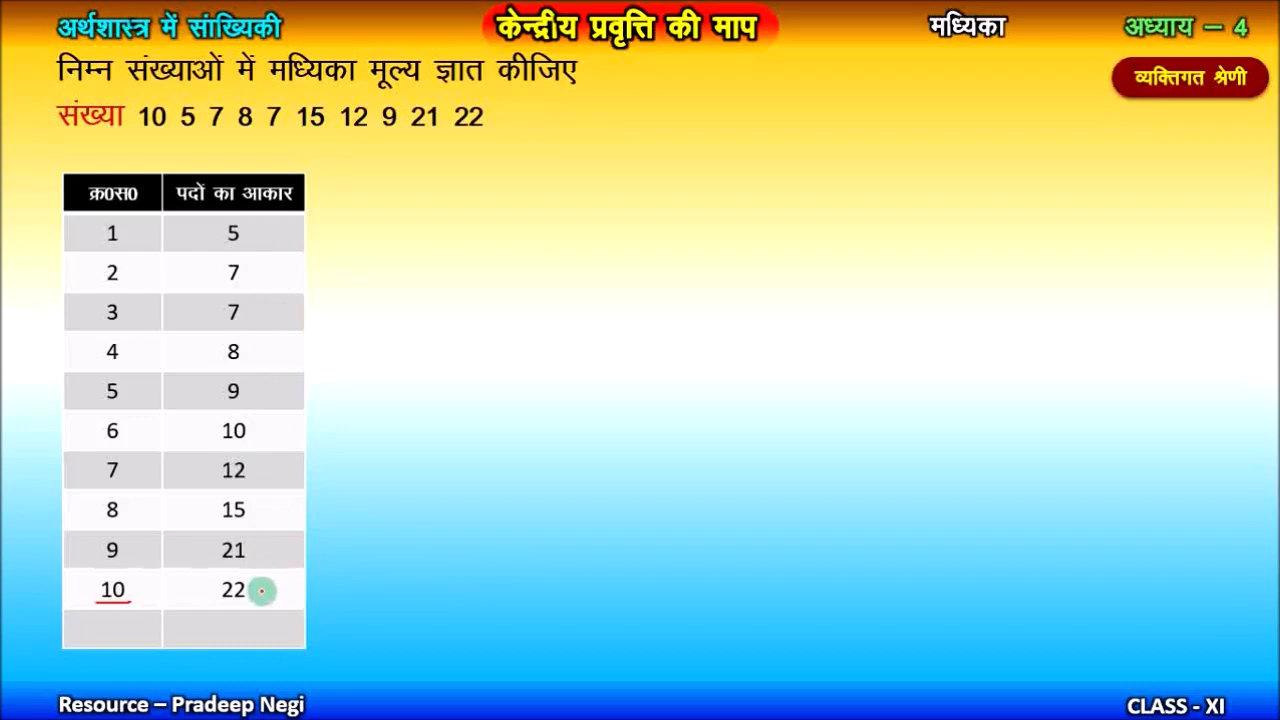 अर्थशास्त्र में सांख्यिकी केन्द्रीय प्रवृत्ति की माप मध्यिका अध्याय – 4
निम्न संख्याओं में मध्यिका मूल्य ज्ञात कीजिए
व्यक्तिगत श्रेणी
संख्या 10 5 7 8 7 15 12 9 21 22
क्र0स0 पदों का आकार
1 5
2 7
3 7
4 8
5 9
6 10
7 12
8 15
9 21
10 22
Resource – Pradeep Negi CLASS - XI